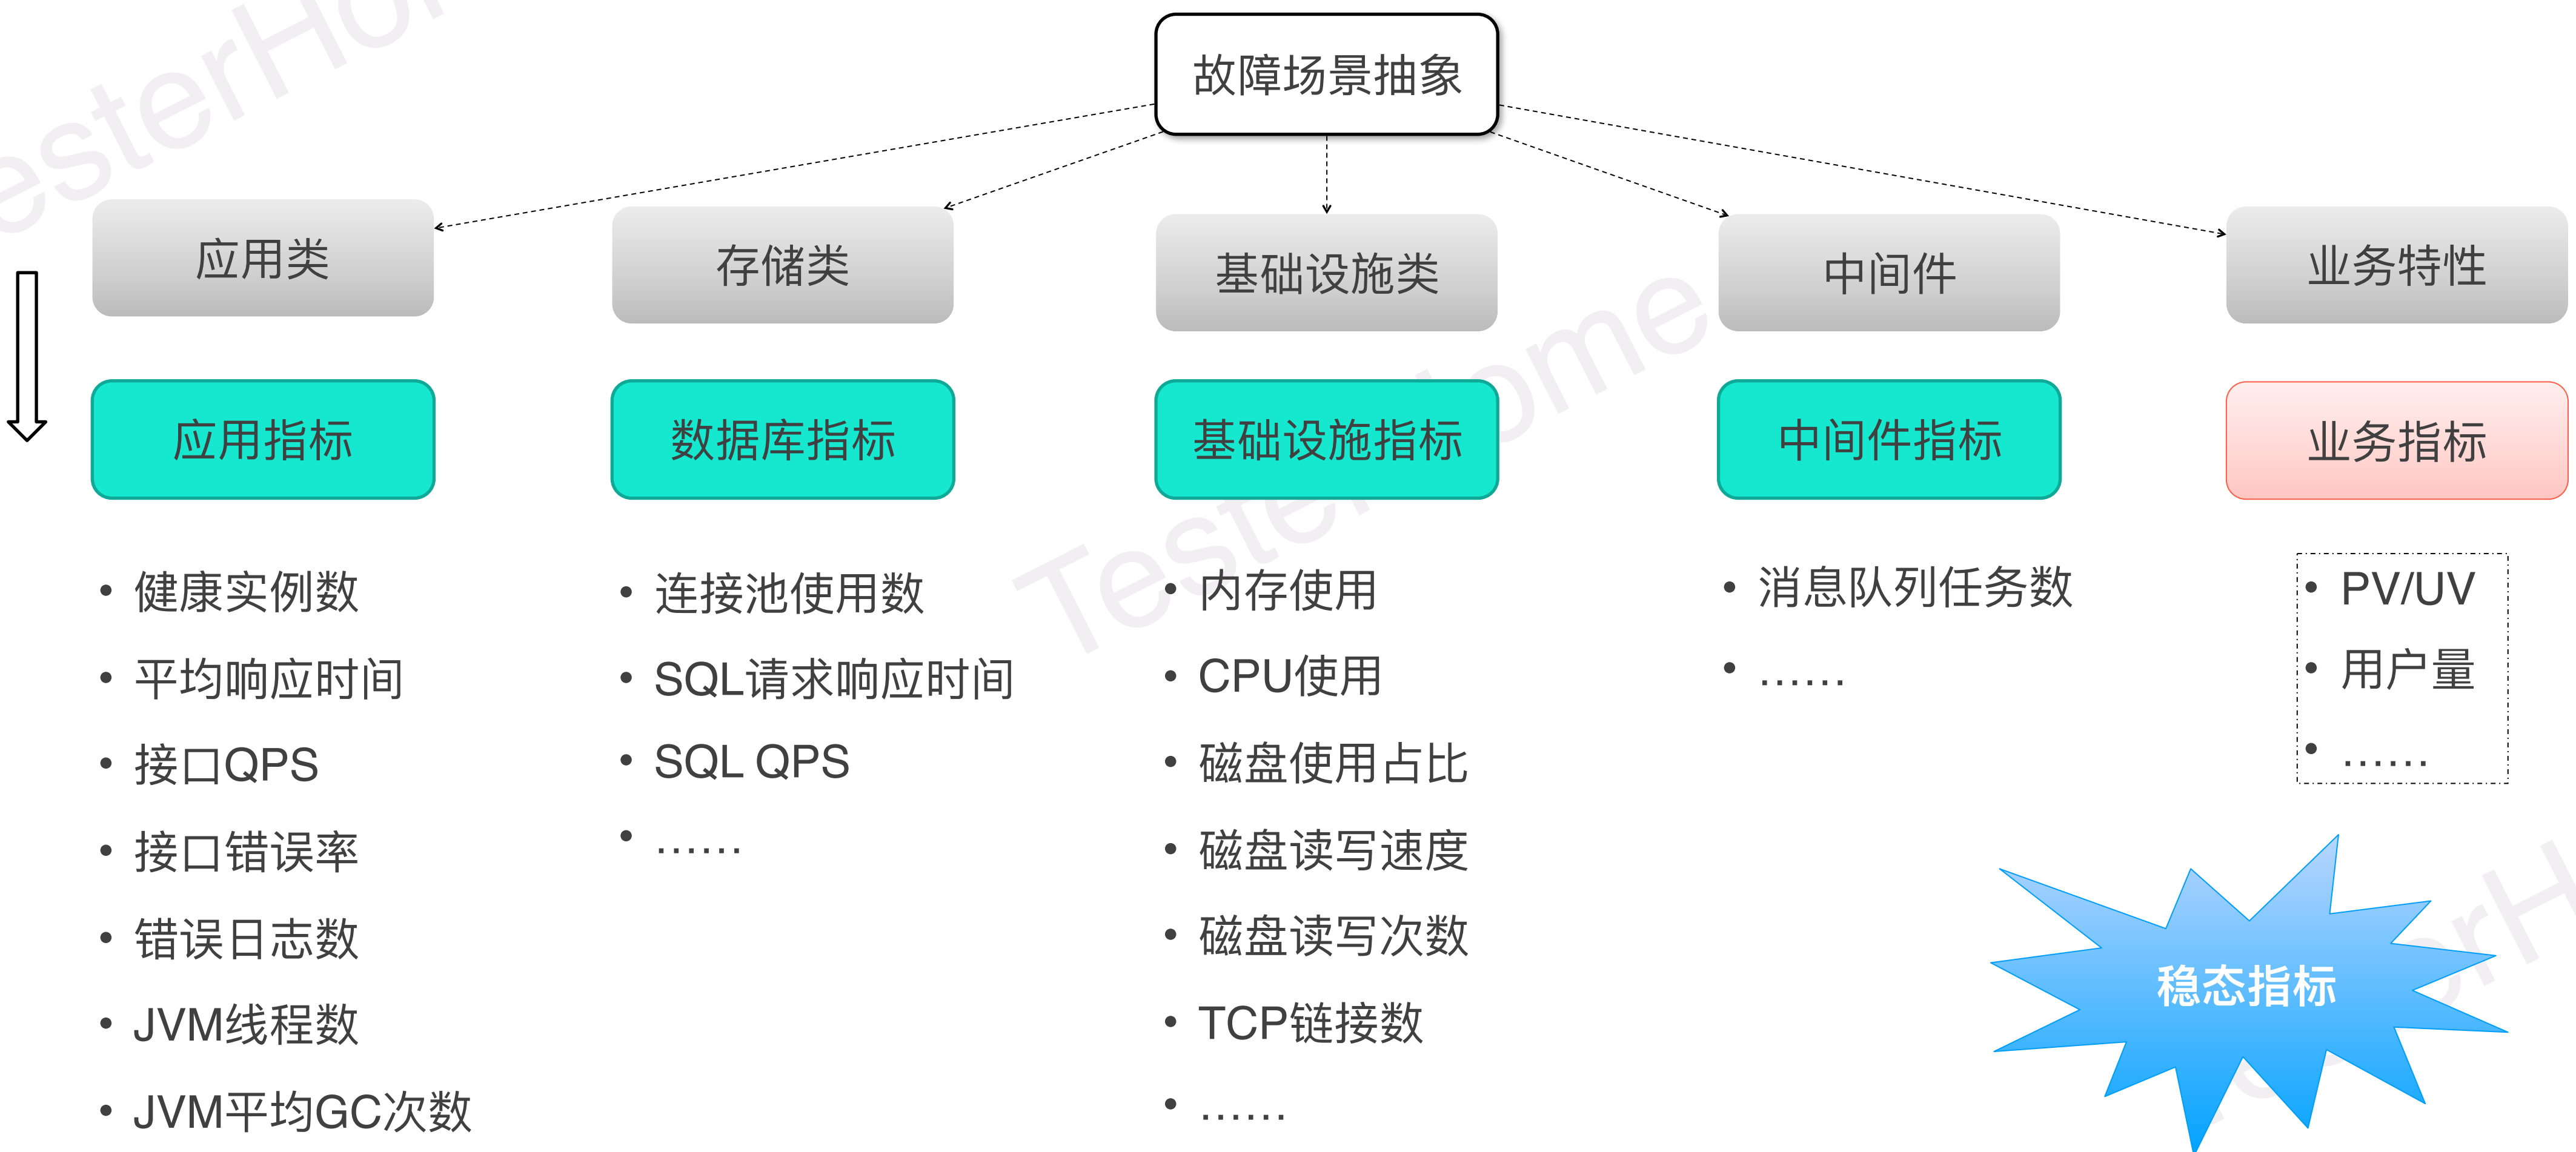 故障场景抽象
应用类
存储类
基础设施类
中间件
业务特性
应用指标
数据库指标
基础设施指标
中间件指标
业务指标
• 健康实例数
• 平均响应时间
• 接口QPS
• 接口错误率
• 错误日志数
• JVM线程数
• JVM平均GC次数
• 连接池使用数
• SQL请求响应时间
• SQL QPS
• ……
• 内存使用
• CPU使用
• 磁盘使用占比
• 磁盘读写速度
• 磁盘读写次数
• TCP链接数
• ……
• 消息队列任务数
• ……
• PV/UV
• 用户量
• ……
稳态指标
TesterHome